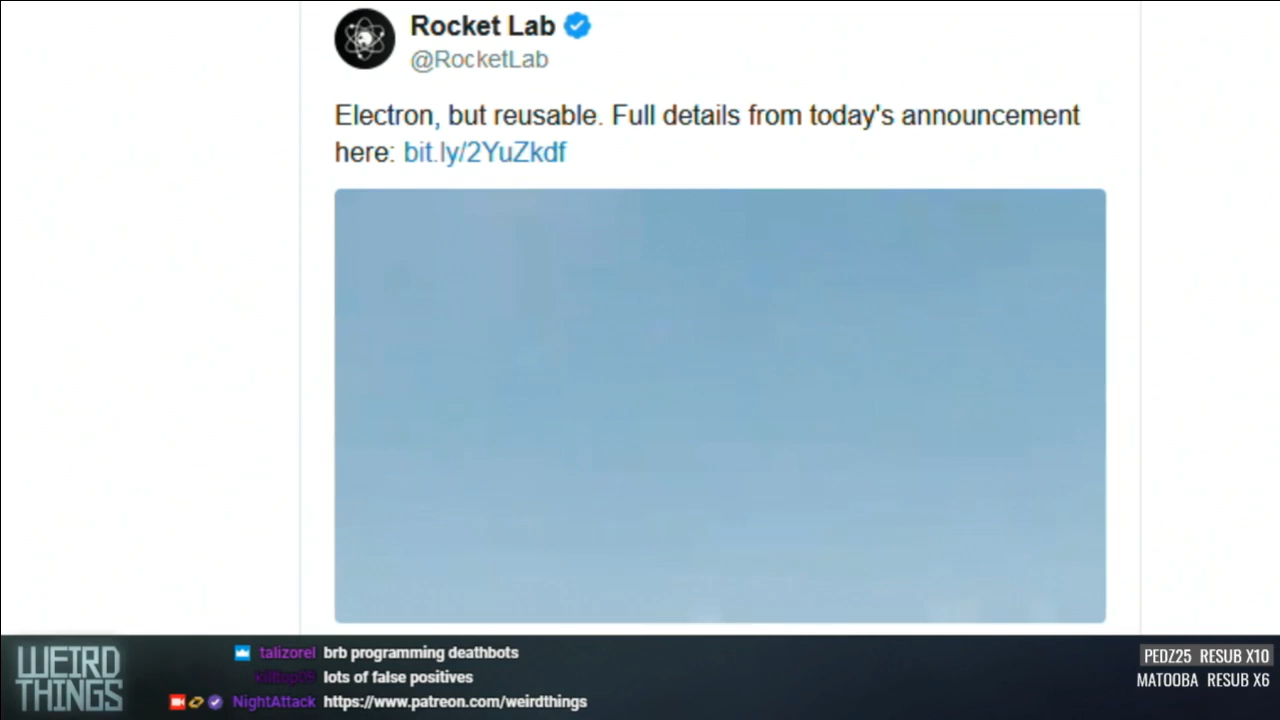 Rocket Lab
@RocketLab
Electron, but reusable. Full details from today's announcement
here: bit.ly/2YuZkdf
WEIRD
THINGS
talizorel brb programming deathbots
lots of false positives
NightAttack https://www.patreon.com/weirdthings
PEDZ25 RESUB X10
MATOOBA RESUB X6